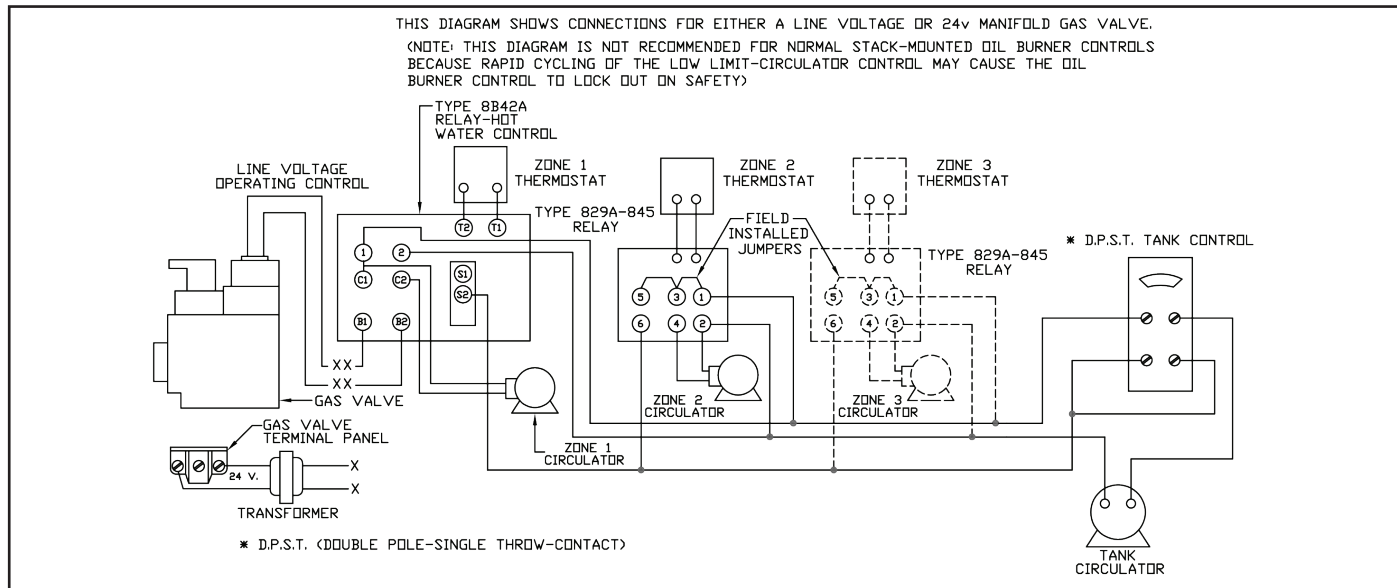 THIS DIAGRAM SHOWS CONNECTIONS FOR EITHER A LINE VOLTAGE OR 24v MANIFOLD GAS VALVE.
(NOTE: THIS DIAGRAM IS NOT RECOMMENDED FOR NORMAL STACK-MOUNTED OIL BURNER CONTROLS
BECAUSE RAPID CYCLING OF THE LOW LIMIT-CIRCULATOR CONTROL MAY CAUSE THE OIL
BURNER CONTROL TO LOCK OUT ON SAFETY)
TYPE 8B42A
RELAY-HOT
WATER CONTROL
LINE VOLTAGE
OPERATING CONTROL
ZONE 1
THERMOSTAT
ZONE 2
THERMOSTAT
ZONE 3
THERMOSTAT
TYPE 829A-845
RELAY
FIELD
INSTALLED
JUMPERS
TYPE 829A-845
RELAY
* D.P.S.T. TANK CONTROL
T2 T1
1 2
C1 C2
S1
S2
B1 B2
5 3 1
6 4 2
5 3 1
6 4 2
XX
XX
GAS VALVE
ZONE 1
CIRCULATOR
ZONE 2
CIRCULATOR
ZONE 3
CIRCULATOR
GAS VALVE
TERMINAL PANEL
24 V.
X
X
TRANSFORMER
TANK
CIRCULATOR
* D.P.S.T. (DOUBLE POLE-SINGLE THROW-CONTACT)